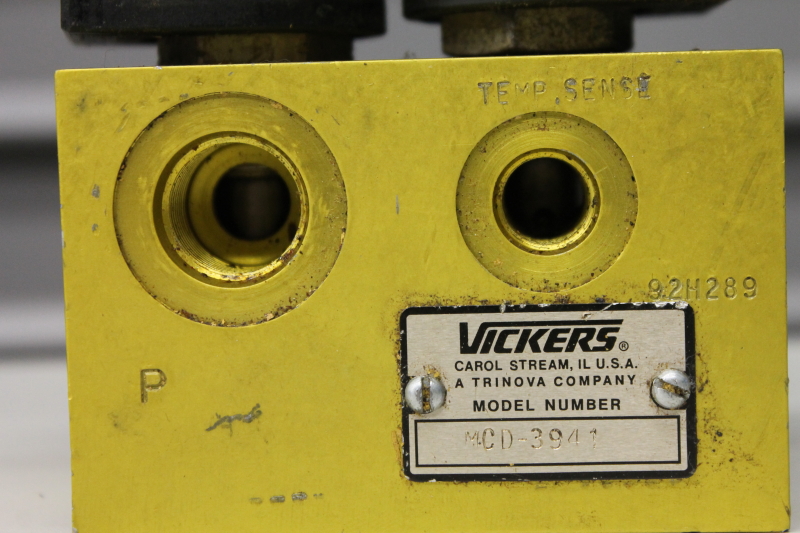 TEMP. SENSE
92H289
P
VICKERS®
CAROL STREAM, IL U.S.A.
A TRINOVA COMPANY
MODEL NUMBER
MCD-3941